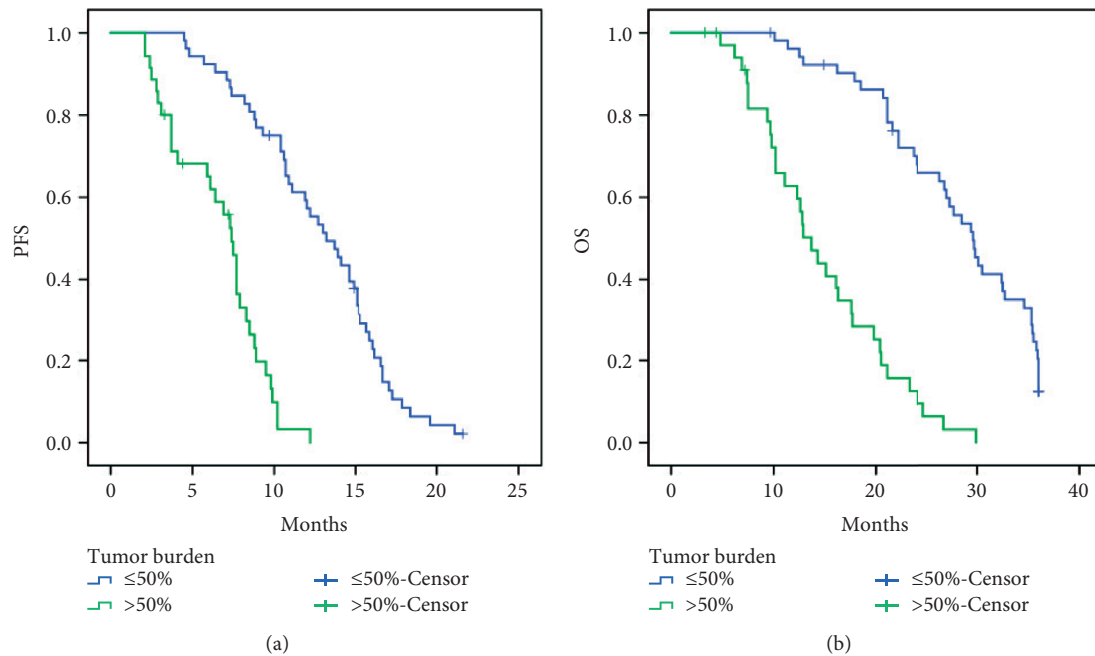 1.0
0.8
0.6
0.4
0.2
0.0
PFS
0 5 10 15 20 25
Months
Tumor burden
≤50% ≤50%-Censor
>50% >50%-Censor
(a)
1.0
0.8
0.6
0.4
0.2
0.0
OS
0 10 20 30 40
Months
Tumor burden
≤50% ≤50%-Censor
>50% >50%-Censor
(b)